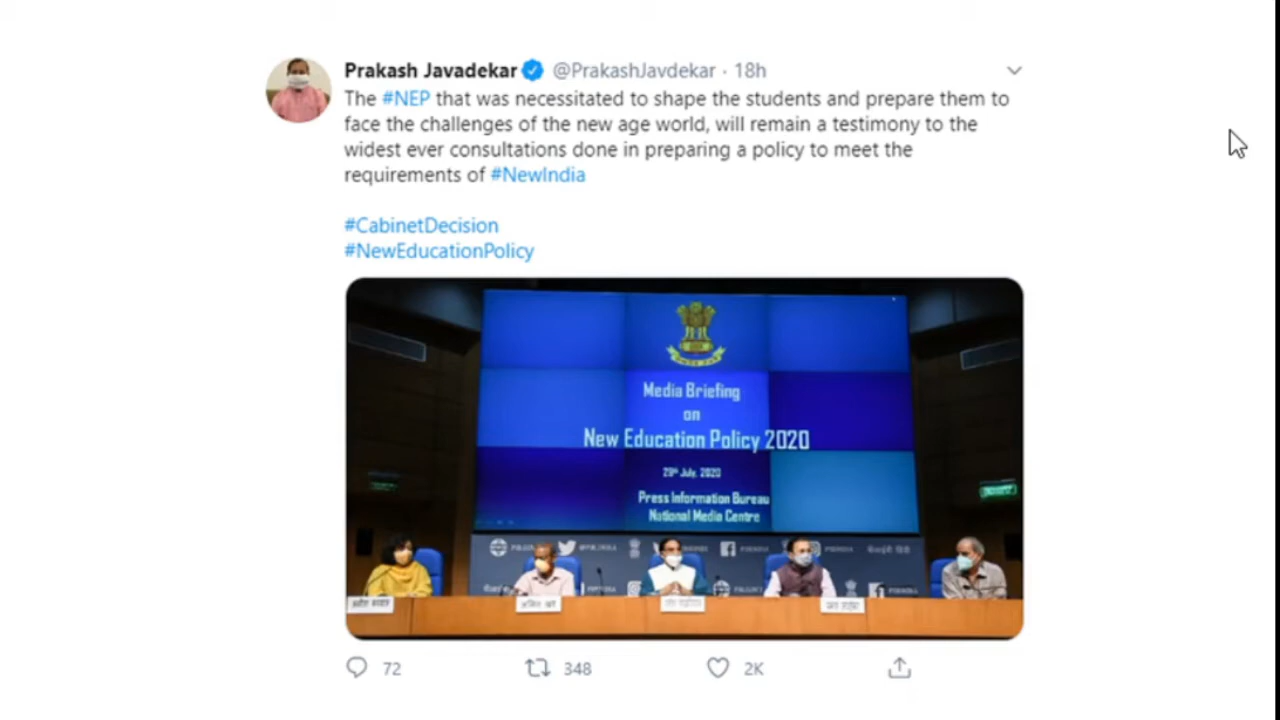 Prakash Javadekar @PrakashJavdekar · 18h
The #NEP that was necessitated to shape the students and prepare them to
face the challenges of the new age world, will remain a testimony to the
widest ever consultations done in preparing a policy to meet the
requirements of #NewIndia
#CabinetDecision
#NewEducationPolicy
Media Briefing
on
New Education Policy 2020
29th July, 2020
Press Information Bureau
National Media Centre
72 348 2K